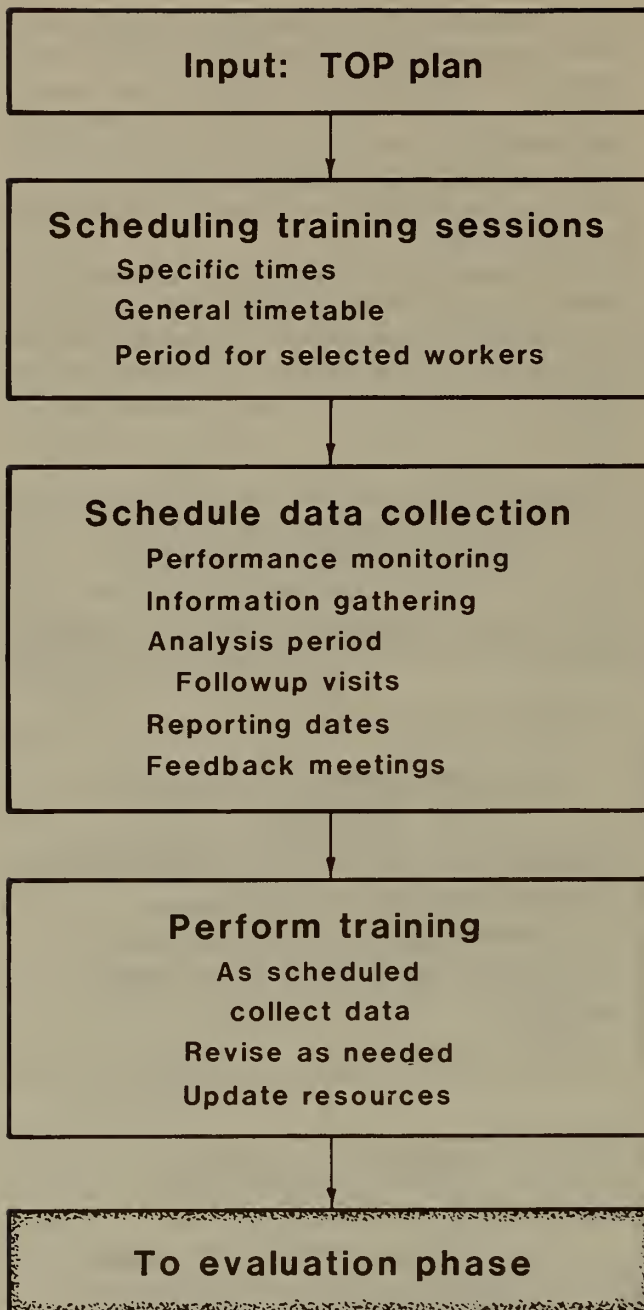 Input: TOP plan
Scheduling training sessions
Specific times
General timetable
Period for selected workers
Schedule data collection
Performance monitoring
Information gathering
Analysis period
Followup visits
Reporting dates
Feedback meetings
Perform training
As scheduled
collect data
Revise as needed
Update resources
To evaluation phase